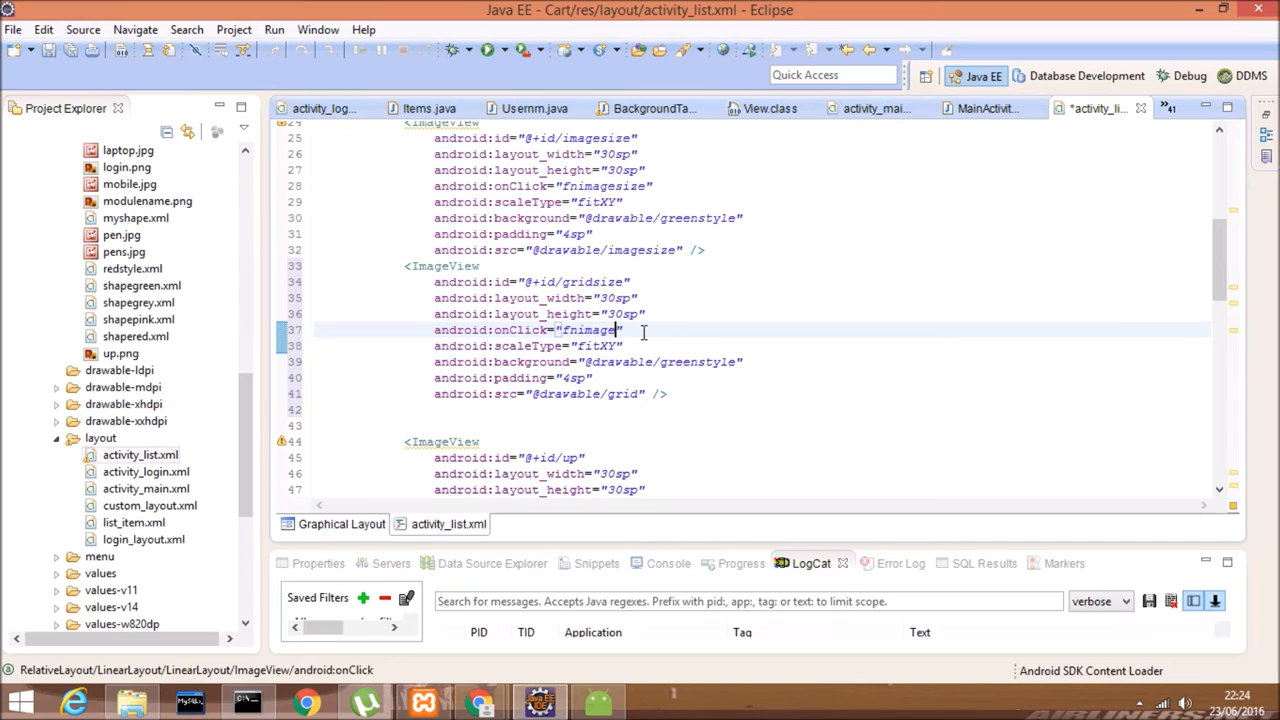 Java EE - Cart/res/layout/activity_list.xml - Eclipse
File Edit Source Navigate Search Project Run Window Help
Quick Access
Java EE Database Development Debug DDMS
Project Explorer
activity_log... Items.java Usernm.java BackgroundTa... View.class activity_mai... MainActivit... *activity_li... 41
laptop.jpg
login.png
mobile.jpg
modulename.png
myshape.xml
pen.jpg
pens.jpg
redstyle.xml
shapegreen.xml
shapegrey.xml
shapepink.xml
shapered.xml
up.png
drawable-ldpi
drawable-mdpi
drawable-xhdpi
drawable-xxhdpi
layout
activity_list.xml
activity_login.xml
activity_main.xml
custom_layout.xml
list_item.xml
login_layout.xml
menu
values
values-v11
values-v14
values-w820dp
24 <ImageView
25 android:id="@+id/imagesize"
26 android:layout_width="30sp"
27 android:layout_height="30sp"
28 android:onClick="fnimagesize"
29 android:scaleType="fitXY"
30 android:background="@drawable/greenstyle"
31 android:padding="4sp"
32 android:src="@drawable/imagesize" />
33 <ImageView
34 android:id="@+id/gridsize"
35 android:layout_width="30sp"
36 android:layout_height="30sp"
37 android:onClick="fnimage"
38 android:scaleType="fitXY"
39 android:background="@drawable/greenstyle"
40 android:padding="4sp"
41 android:src="@drawable/grid" />
42
43
44 <ImageView
45 android:id="@+id/up"
46 android:layout_width="30sp"
47 android:layout_height="30sp"
Graphical Layout activity_list.xml
Properties Servers Data Source Explorer Snippets Console Progress LogCat Error Log SQL Results Markers
Saved Filters
Search for messages. Accepts Java regexes. Prefix with pid:, app:, tag: or text: to limit scope.
verbose
PID TID Application Tag Text
RelativeLayout/LinearLayout/LinearLayout/ImageView/android:onClick
Android SDK Content Loader
MySQL
Java EE
IDE
22:24
23/06/2016